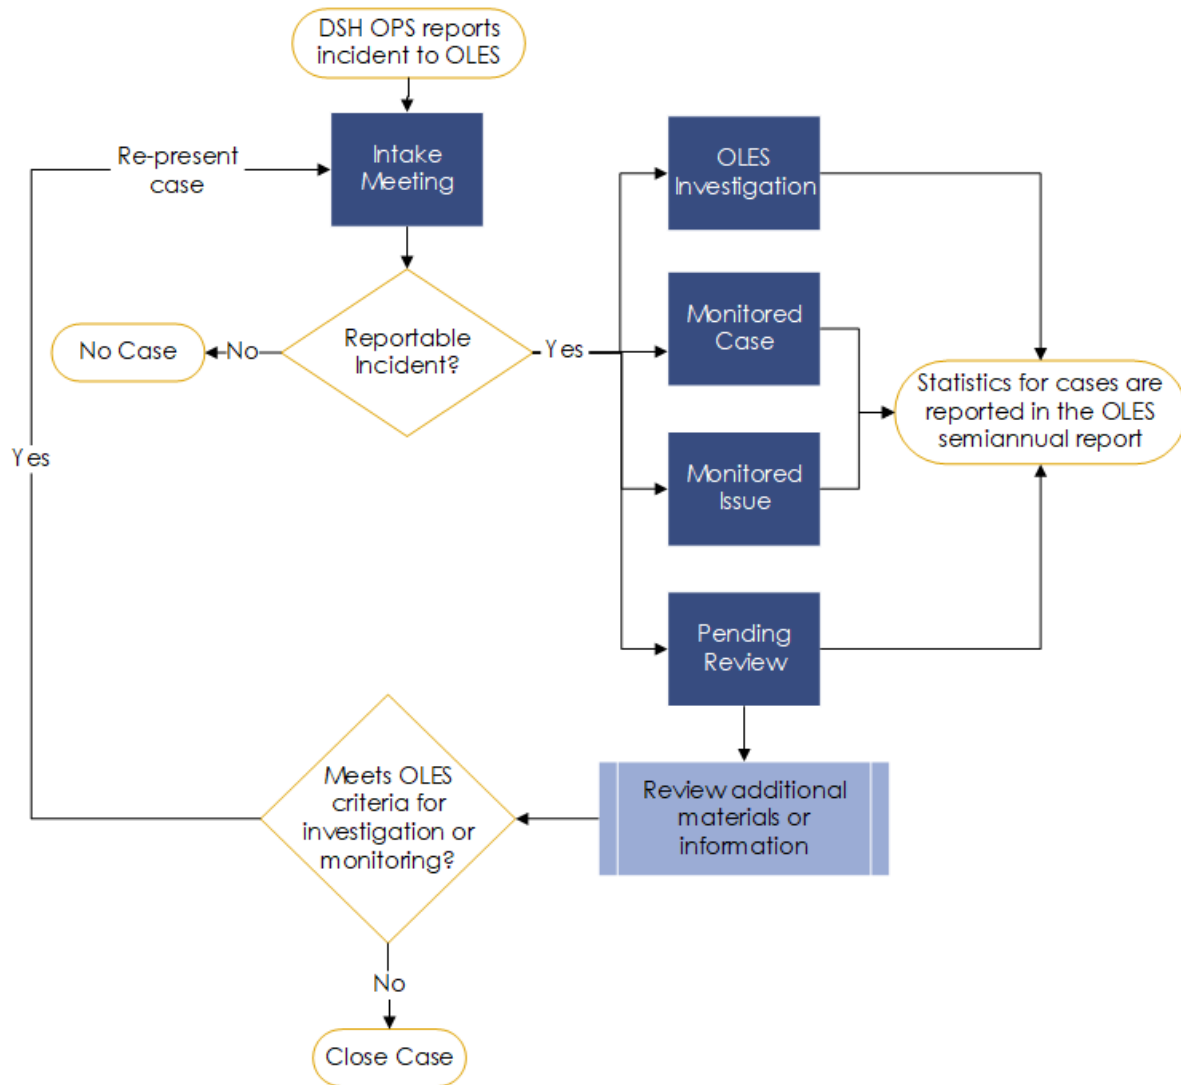 DSH OPS reports
incident to OLES
Re-present
case
Intake
Meeting
OLES
Investigation
Monitored
Case
Reportable
Incident?
No
No Case
Yes
Statistics for cases are
reported in the OLES
semiannual report
Yes
Monitored
Issue
Pending
Review
Meets OLES
criteria for
investigation or
monitoring?
Review additional
materials or
information
No
Close Case